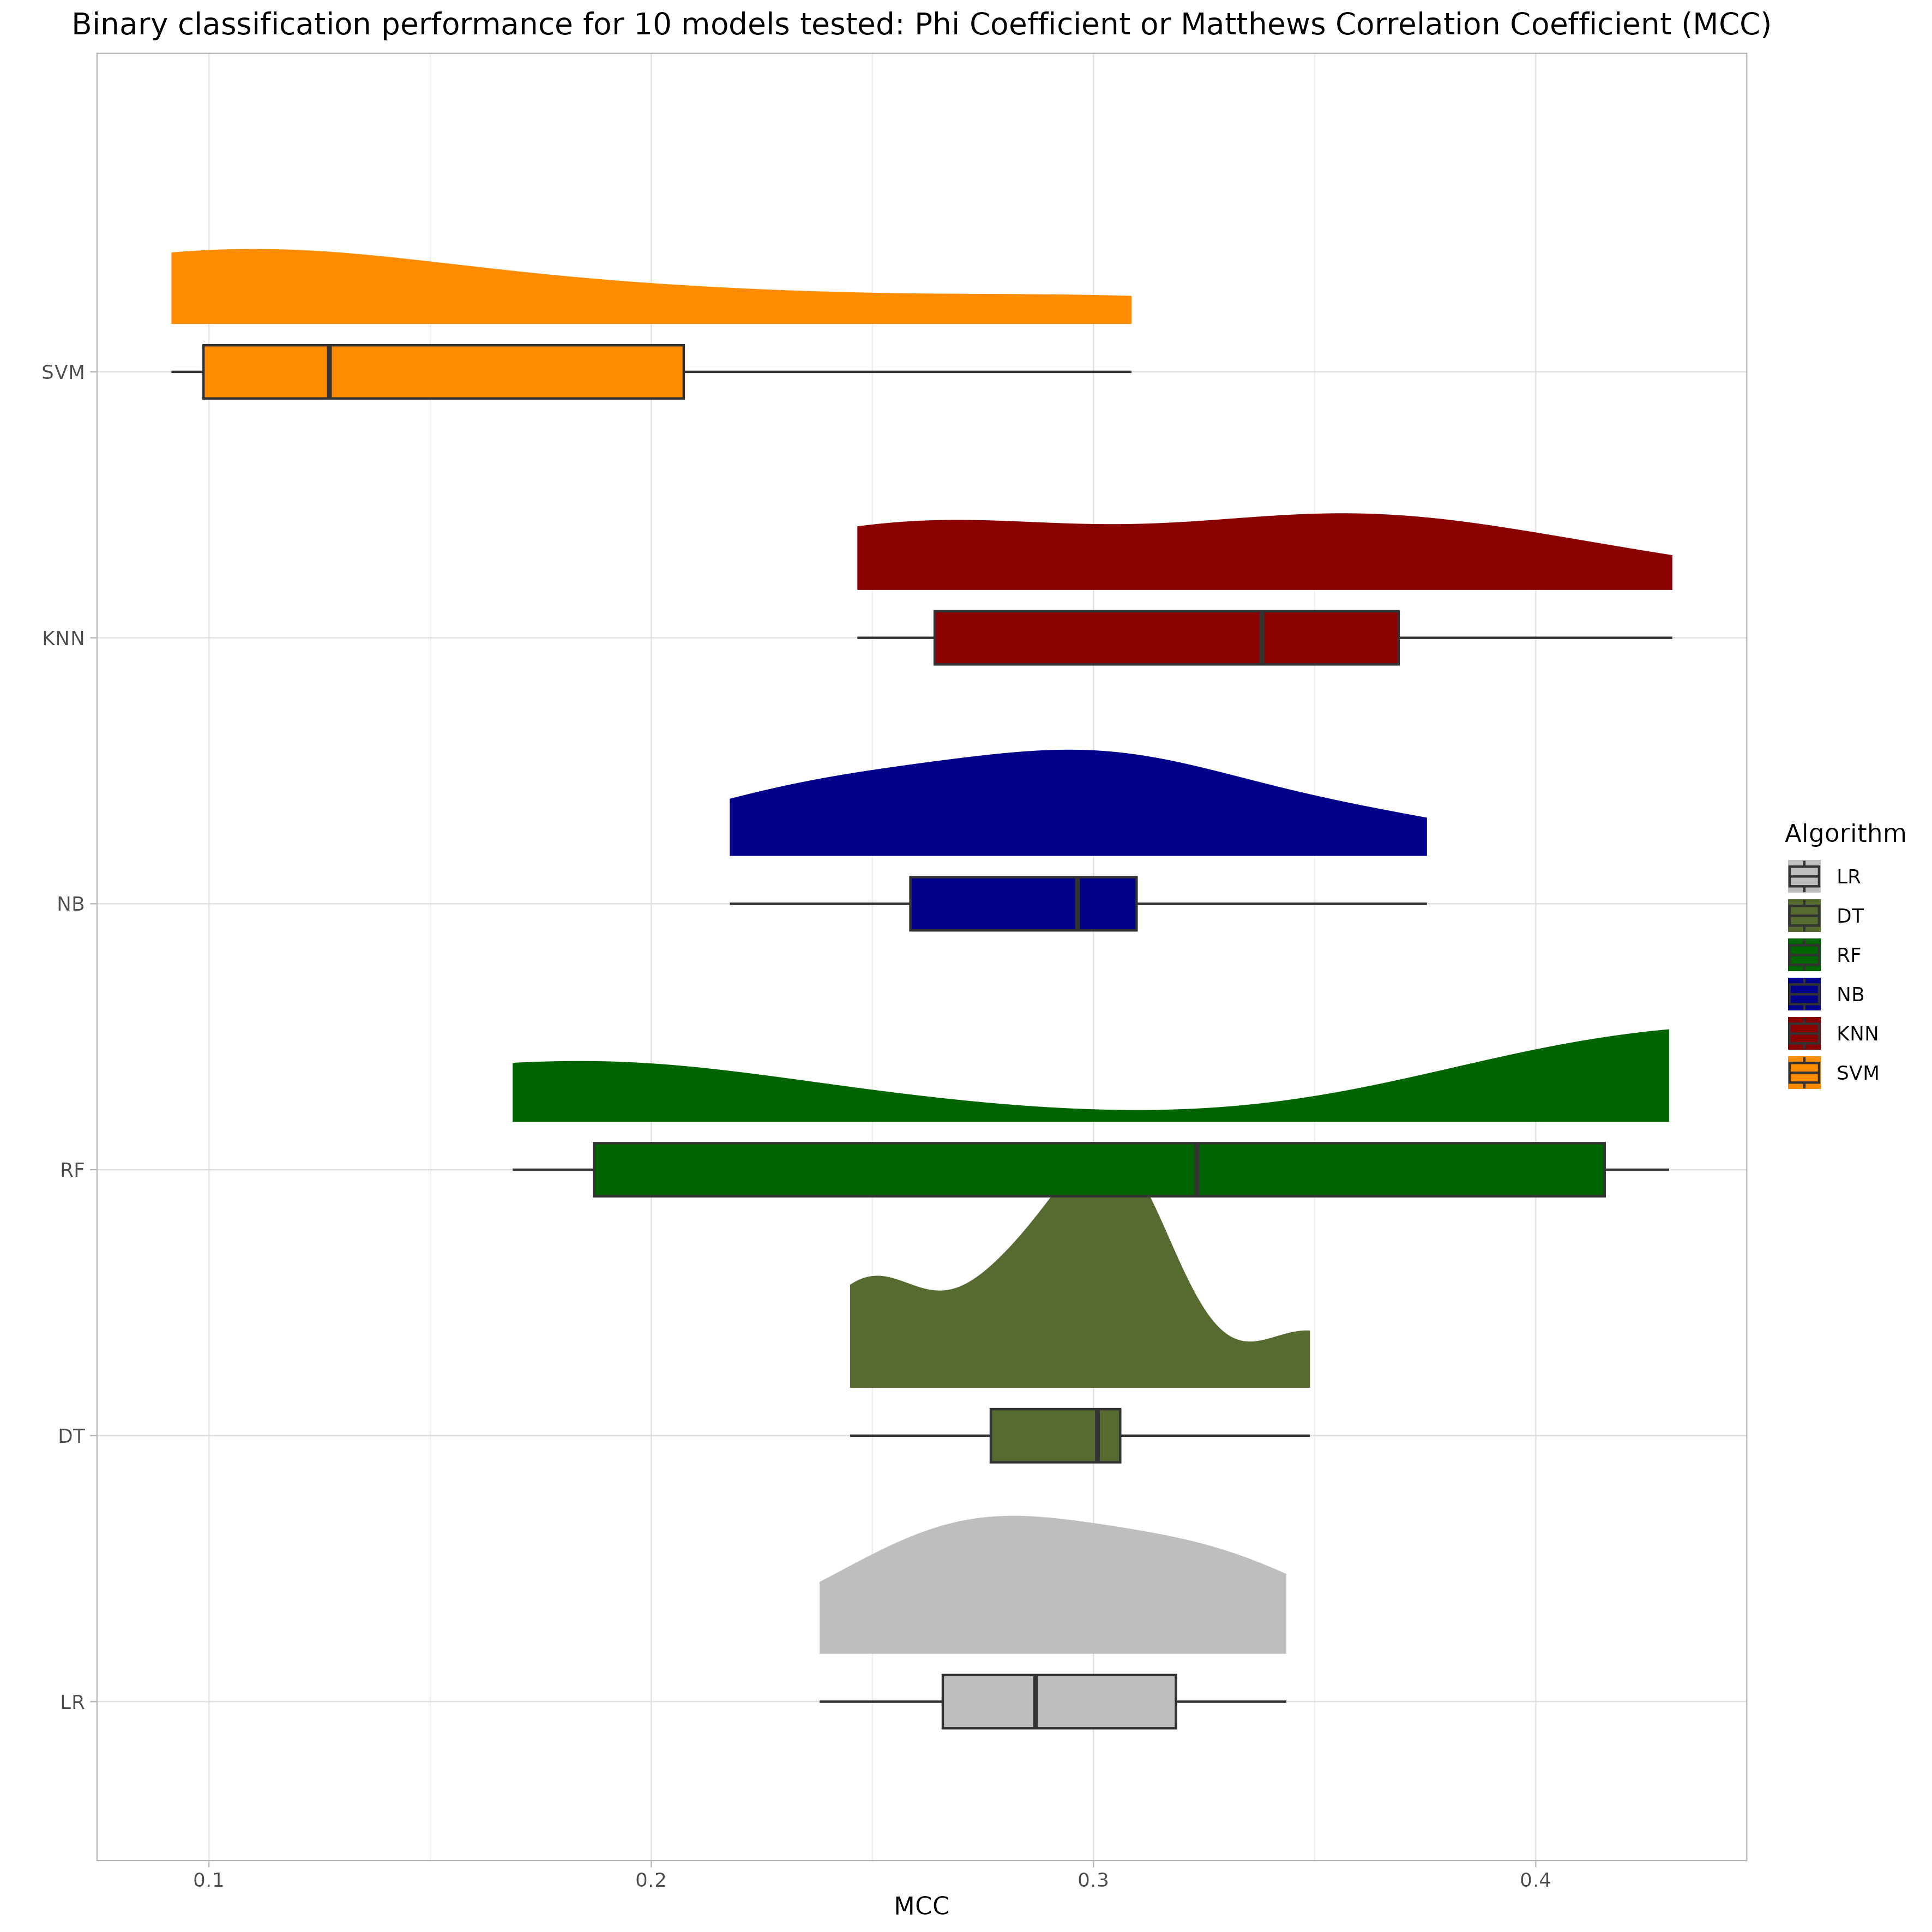 Binary classification performance for 10 models tested: Phi Coefficient or Matthews Correlation Coefficient (MCC)
SVM
KNN
NB
RF
DT
LR
0.1
0.2
0.3
0.4
MCC
Algorithm
LR
DT
RF
NB
KNN
SVM